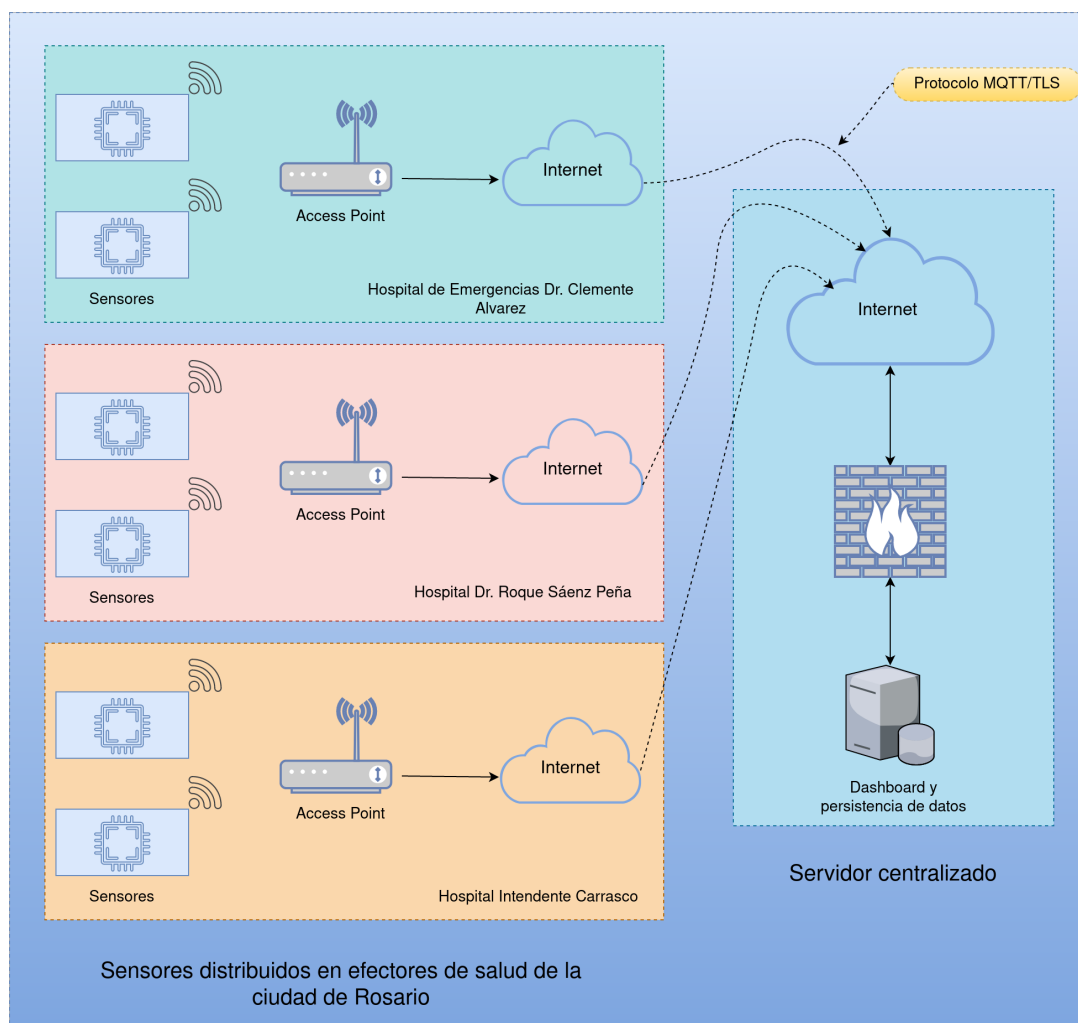 Protocolo MQTT/TLS
Internet
Access Point
Sensores
Hospital de Emergencias Dr. Clemente
Alvarez
Internet
Access Point
Sensores
Hospital Dr. Roque Sáenz Peña
Internet
Access Point
Sensores
Hospital Intendente Carrasco
Sensores distribuidos en efectores de salud de la
ciudad de Rosario
Internet
Dashboard y
persistencia de datos
Servidor centralizado